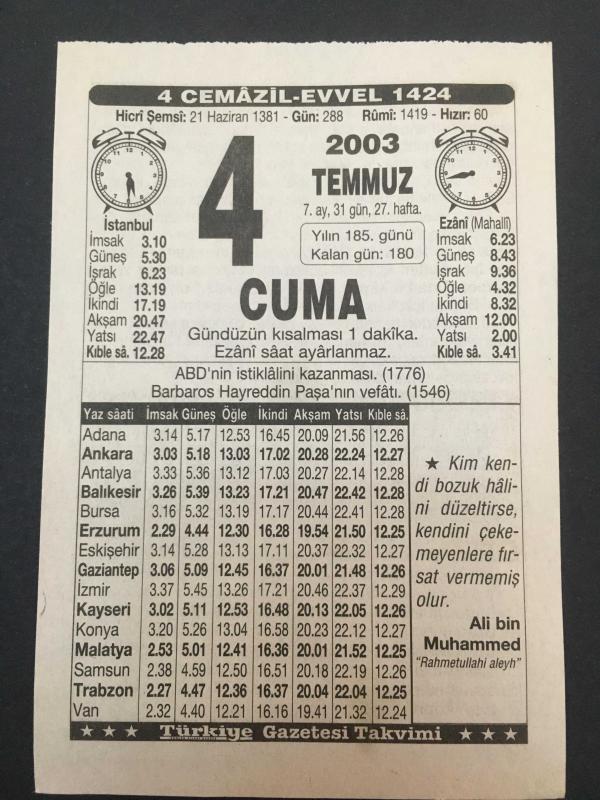 4 CEMÂZİL-EVVEL 1424
Hicrî Şemsî: 21 Haziran 1381 - Gün: 288 Rûmî: 1419 - Hızır: 60
4
2003
TEMMUZ
7. ay, 31 gün, 27. hafta.
Yılın 185. günü
Kalan gün: 180
CUMA
Gündüzün kısalması 1 dakîka.
Ezânî sâat ayârlanmaz.
İstanbul
İmsak 3.10
Güneş 5.30
İşrak 6.23
Öğle 13.19
İkindi 17.19
Akşam 20.47
Yatsı 22.47
Kıble sâ. 12.28
Ezânî (Mahallî)
İmsak 6.23
Güneş 8.43
İşrak 9.36
Öğle 4.32
İkindi 8.32
Akşam 12.00
Yatsı 2.00
Kıble sâ. 3.41
ABD'nin istiklâlini kazanması. (1776)
Barbaros Hayreddin Paşa'nın vefâtı. (1546)
Yaz sâati İmsak Güneş Öğle İkindi Akşam Yatsı Kıble sâ.
Adana 3.14 5.17 12.53 16.45 20.09 21.56 12.26
Ankara 3.03 5.18 13.03 17.02 20.28 22.24 12.27
Antalya 3.33 5.36 13.12 17.03 20.27 22.14 12.28
Balıkesir 3.26 5.39 13.23 17.21 20.47 22.42 12.28
Bursa 3.16 5.32 13.19 17.17 20.44 22.41 12.28
Erzurum 2.29 4.44 12.30 16.28 19.54 21.50 12.25
Eskişehir 3.14 5.28 13.13 17.11 20.37 22.32 12.27
Gaziantep 3.06 5.09 12.45 16.37 20.01 21.48 12.26
İzmir 3.37 5.45 13.26 17.21 20.46 22.37 12.29
Kayseri 3.02 5.11 12.53 16.48 20.13 22.05 12.26
Konya 3.20 5.26 13.04 16.58 20.23 22.12 12.27
Malatya 2.53 5.01 12.41 16.36 20.01 21.52 12.25
Samsun 2.38 4.59 12.50 16.51 20.18 22.19 12.26
Trabzon 2.27 4.47 12.36 16.37 20.04 22.04 12.25
Van 2.32 4.40 12.21 16.16 19.41 21.32 12.24
★ Kim ken-
di bozuk hâli-
ni düzeltirse,
kendini çeke-
meyenlere fır-
sat vermemiş
olur.
Ali bin
Muhammed
"Rahmetullahi aleyh"
★ ★ ★ Türkiye Gazetesi Takvimi ★ ★ ★